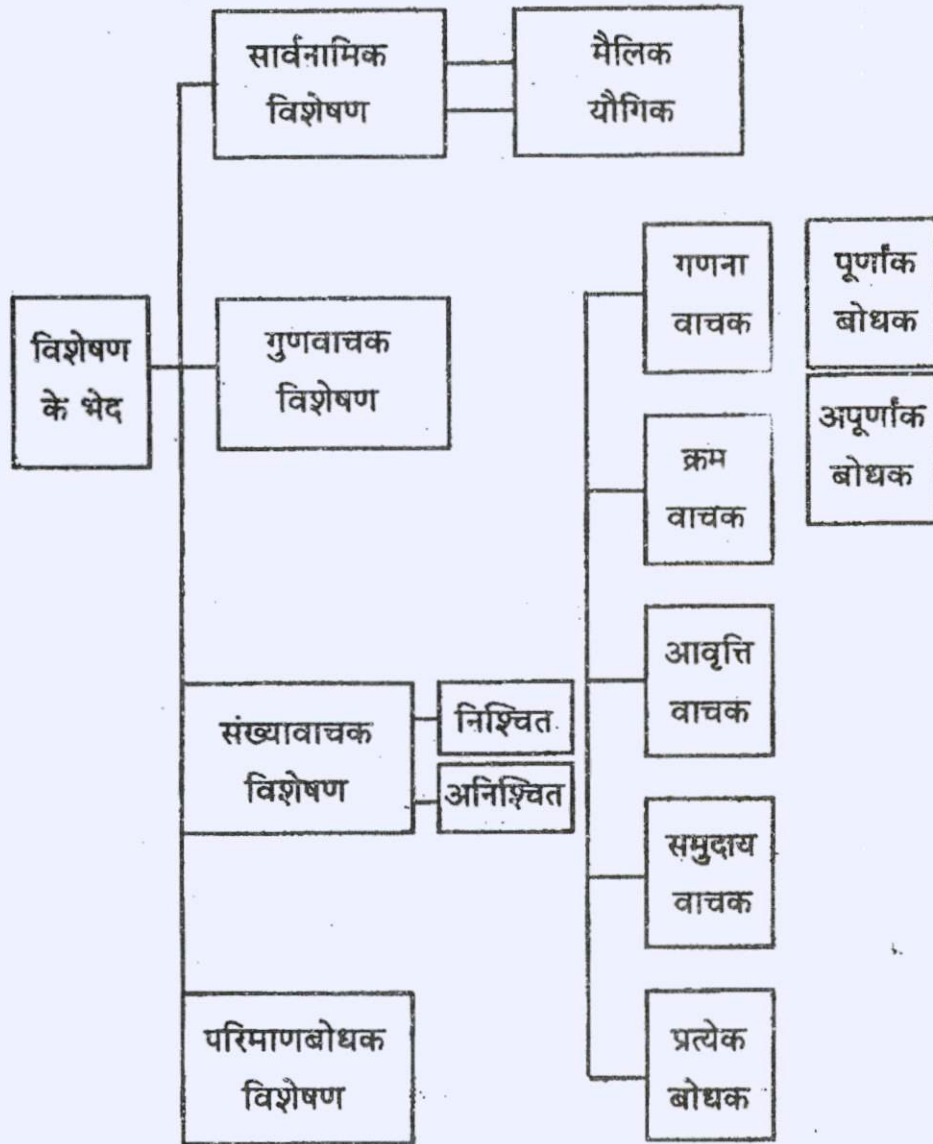 सार्वनामिक
विशेषण
मैलिक
यौगिक
विशेषण
के भेद
गुणवाचक
विशेषण
गणना
वाचक
पूर्णांक
बोधक
अपूर्णांक
बोधक
क्रम
वाचक
आवृत्ति
वाचक
संख्यावाचक
विशेषण
निश्चित
अनिश्चित
समुदाय
वाचक
परिमाणबोधक
विशेषण
प्रत्येक
बोधक